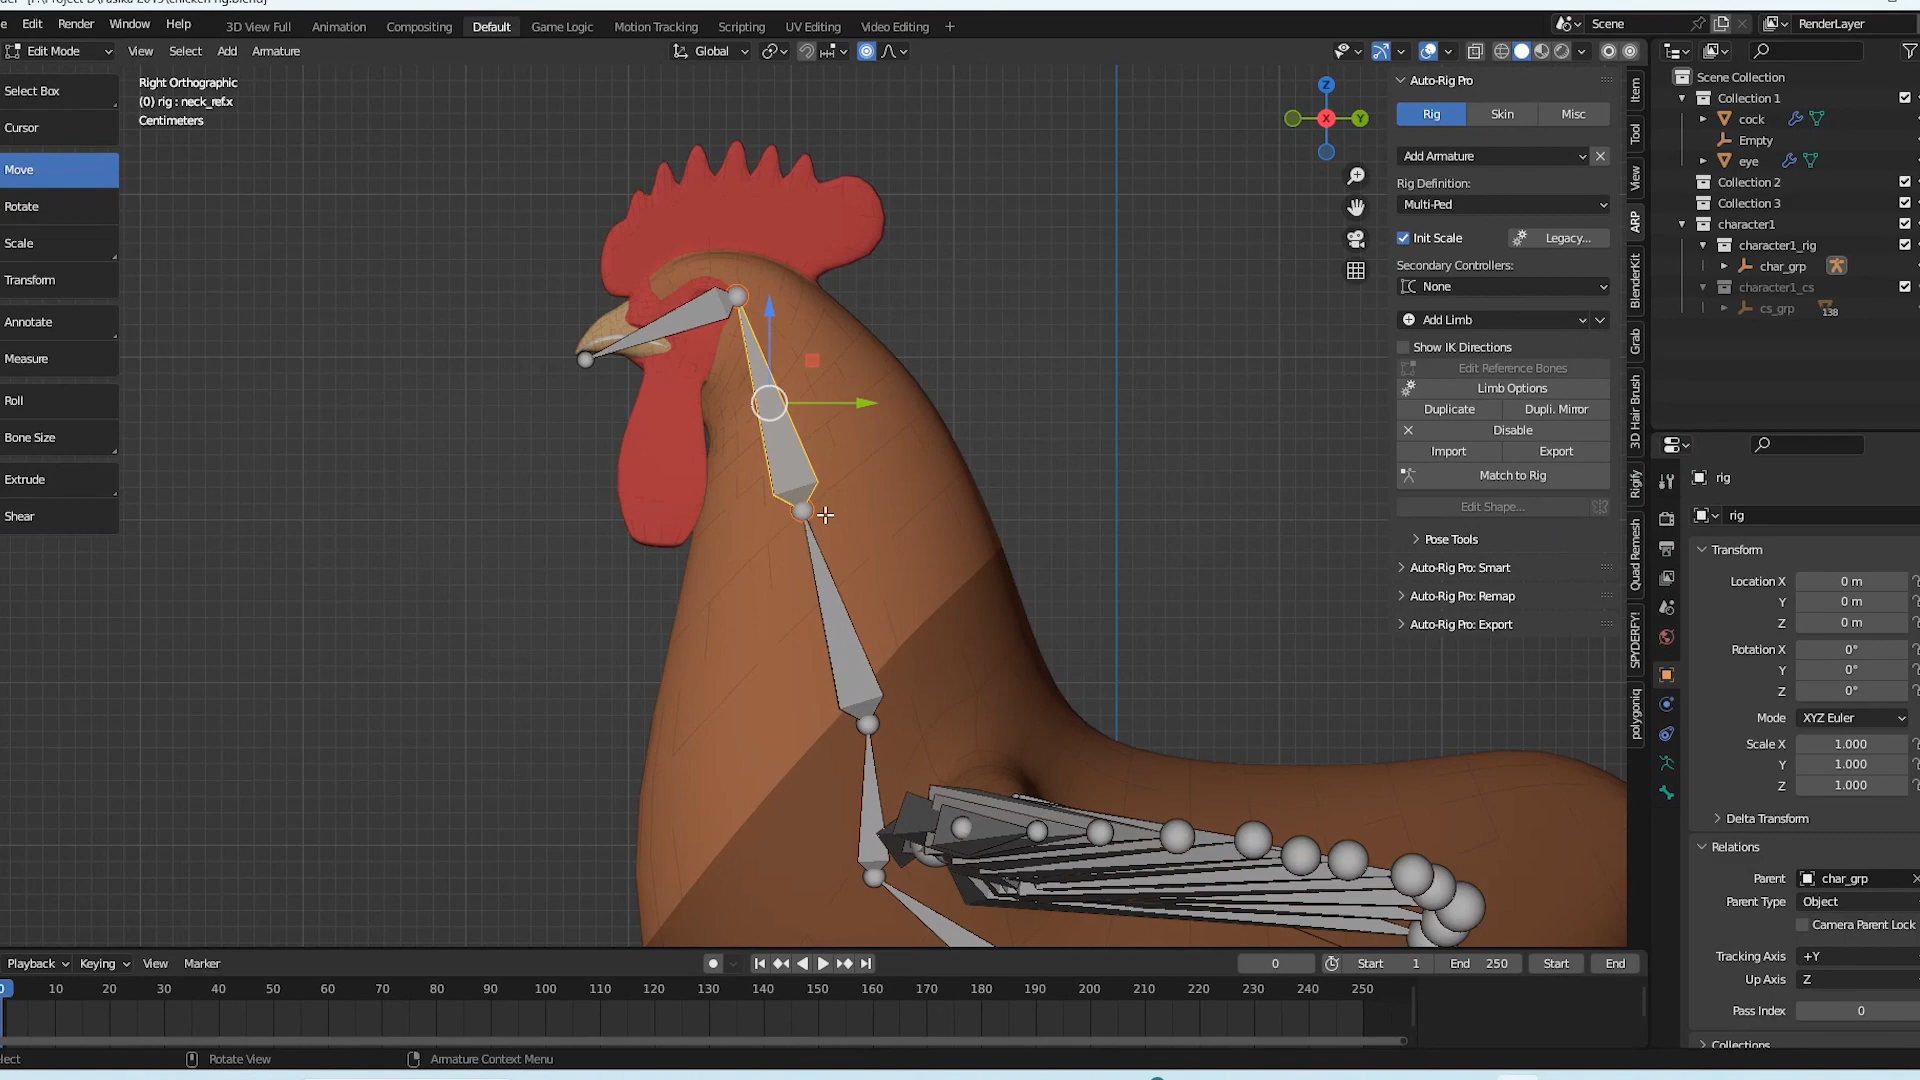 Edit Render Window Help
3D View Full Animation Compositing Default Game Logic Motion Tracking Scripting UV Editing Video Editing +
Scene RenderLayer
Edit Mode View Select Add Armature
Global
Select Box
Cursor
Move
Rotate
Scale
Transform
Annotate
Measure
Roll
Bone Size
Extrude
Shear
Right Orthographic
(0) rig : neck_ref.x
Centimeters
Z
X
Y
Auto-Rig Pro
Rig Skin Misc
Add Armature
Rig Definition:
Multi-Ped
Init Scale Legacy...
Secondary Controllers:
None
Add Limb
Show IK Directions
Edit Reference Bones
Limb Options
Duplicate Dupli. Mirror
Disable
Import Export
Match to Rig
Edit Shape...
Pose Tools
Auto-Rig Pro: Smart
Auto-Rig Pro: Remap
Auto-Rig Pro: Export
Item
Tool
View
ARP
BlenderKit
Grab
3D Hair Brush
Rigify
Quad Remesh
SPYDERFY!
polygoniq
Scene Collection
Collection 1
cock
Empty
eye
Collection 2
Collection 3
character1
character1_rig
char_grp
character1_cs
cs_grp 138
rig
rig
Transform
Location X 0 m
Y 0 m
Z 0 m
Rotation X 0°
Y 0°
Z 0°
Mode XYZ Euler
Scale X 1.000
Y 1.000
Z 1.000
Delta Transform
Relations
Parent char_grp
Parent Type Object
Camera Parent Lock
Tracking Axis +Y
Up Axis Z
Pass Index 0
Collections
Playback Keying View Marker
0 Start 1 End 250 Start End
0 10 20 30 40 50 60 70 80 90 100 110 120 130 140 150 160 170 180 190 200 210 220 230 240 250
Rotate View Armature Context Menu